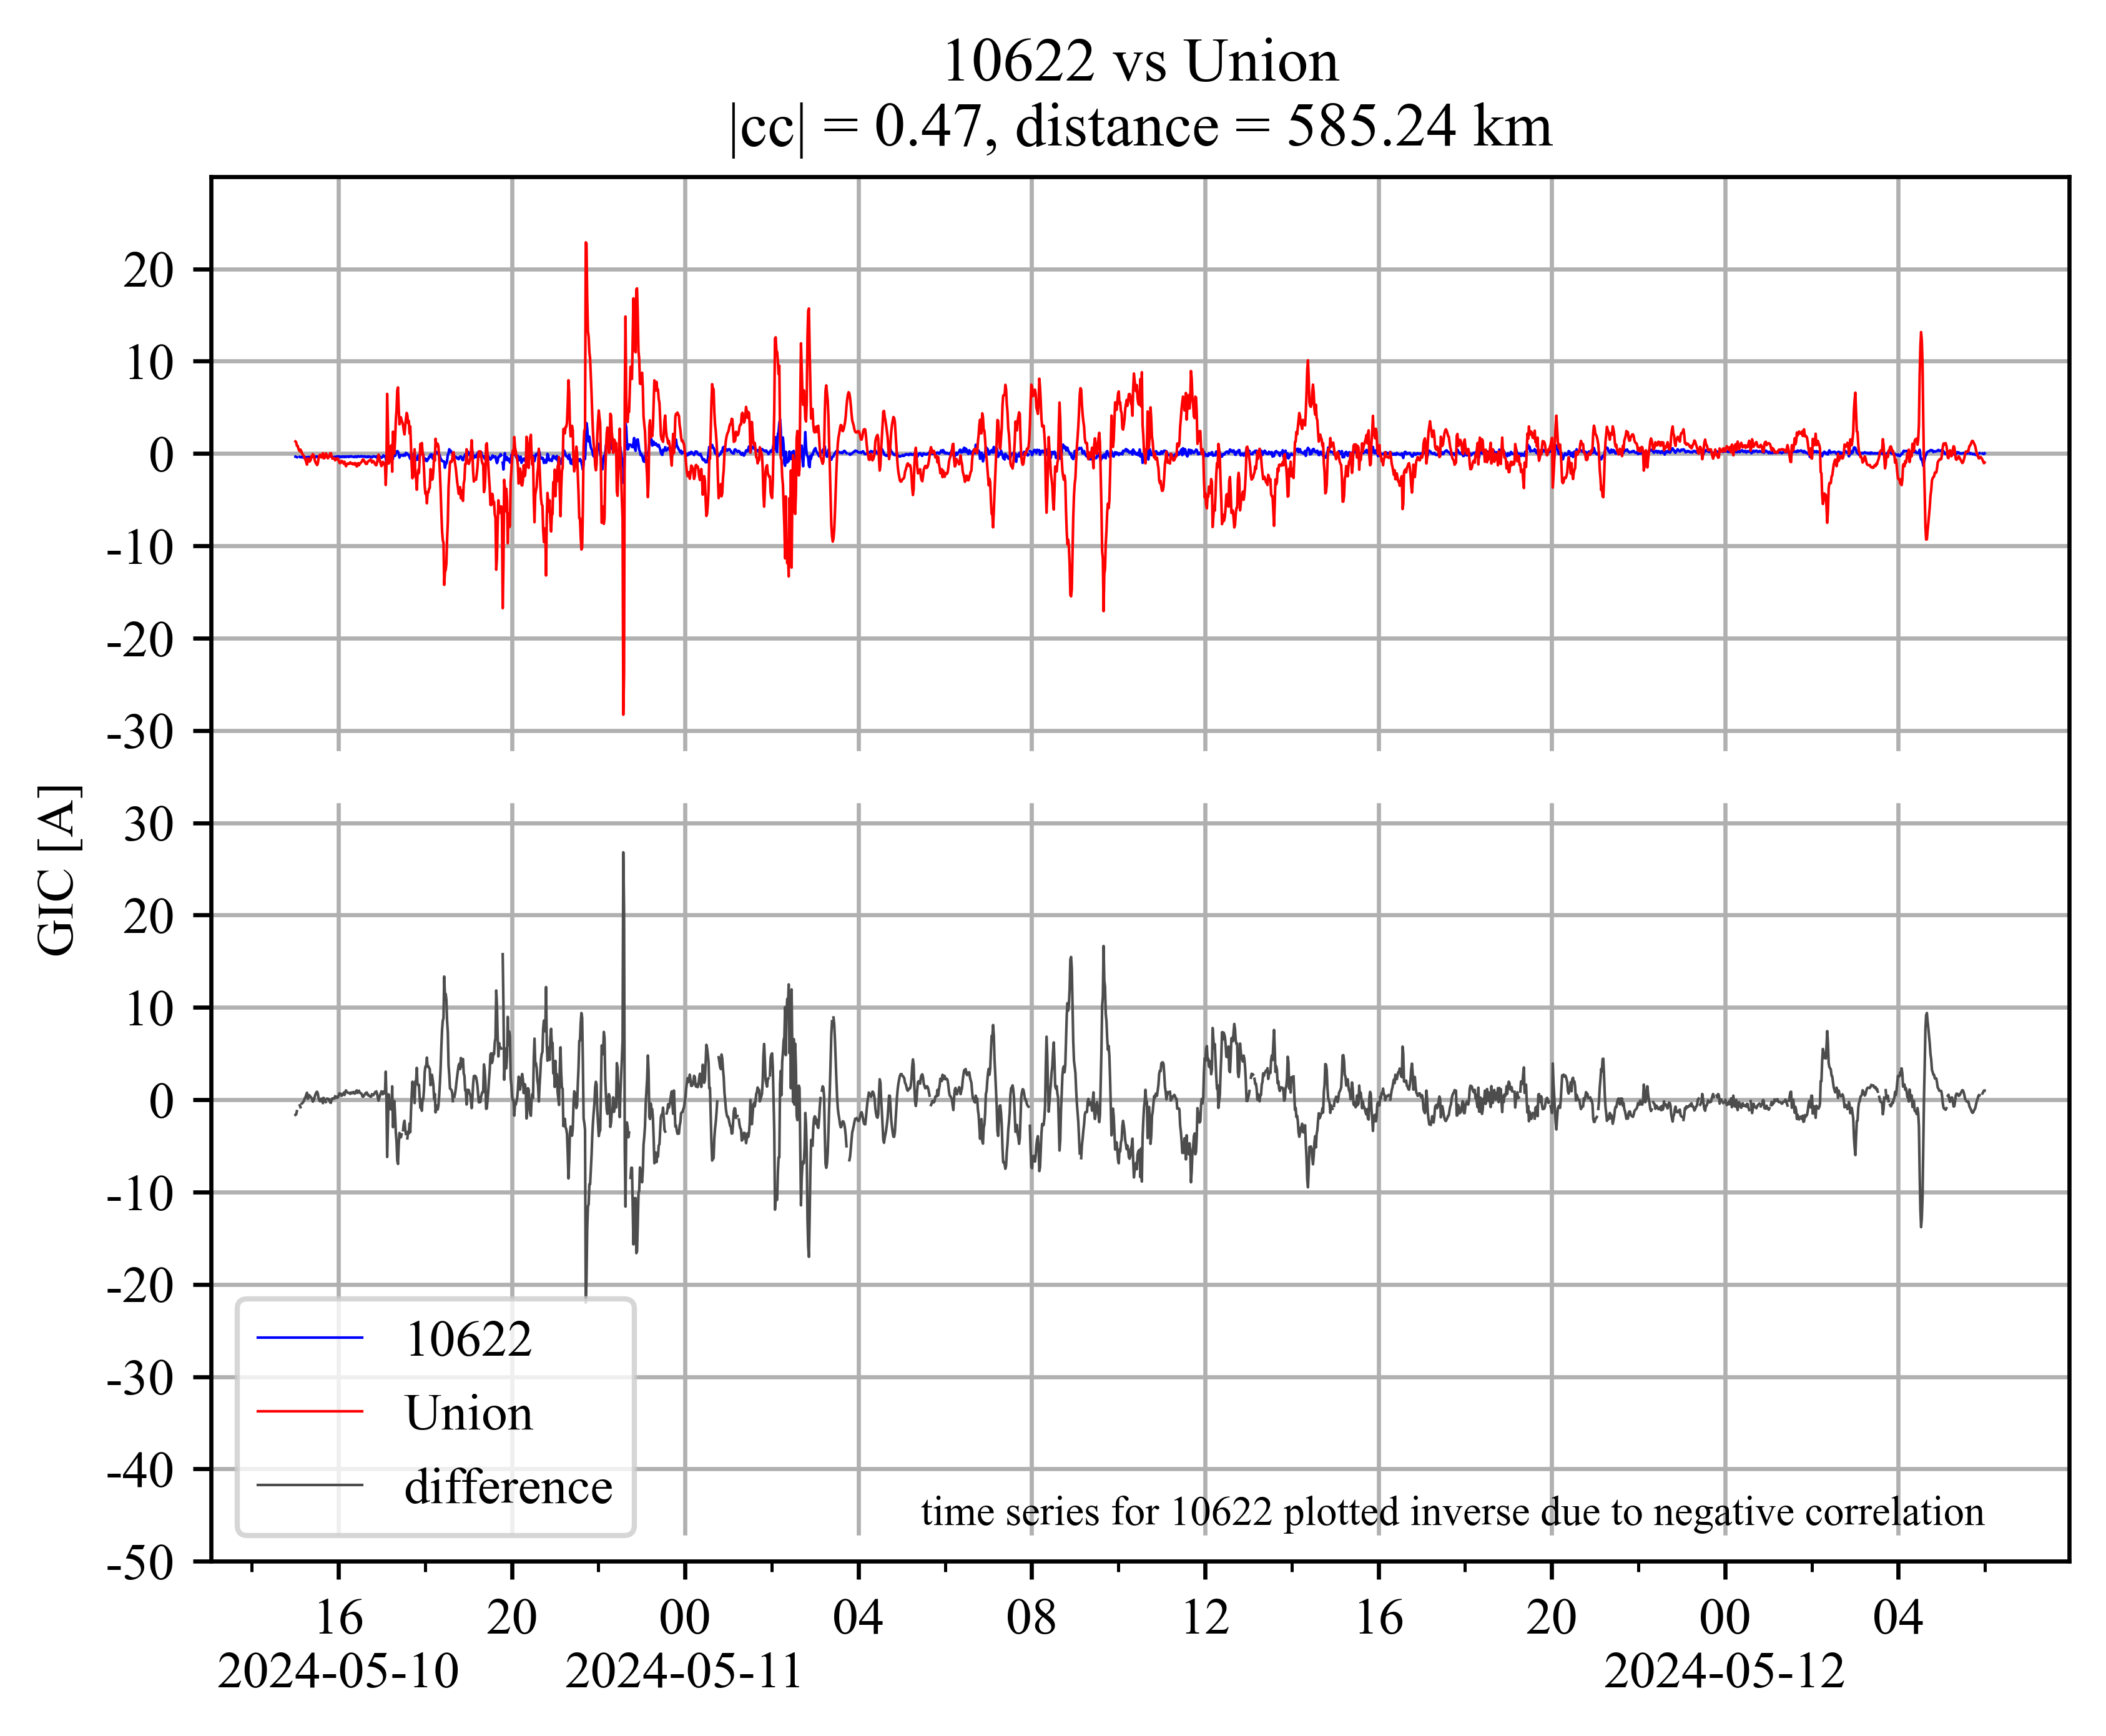 10622 vs Union
|cc| = 0.47, distance = 585.24 km
GIC [A]
20
10
0
-10
-20
-30
30
20
10
0
-10
-20
-30
-40
-50
10622
Union
difference
time series for 10622 plotted inverse due to negative correlation
16 20 00 04 08 12 16 20 00 04
2024-05-10 2024-05-11 2024-05-12